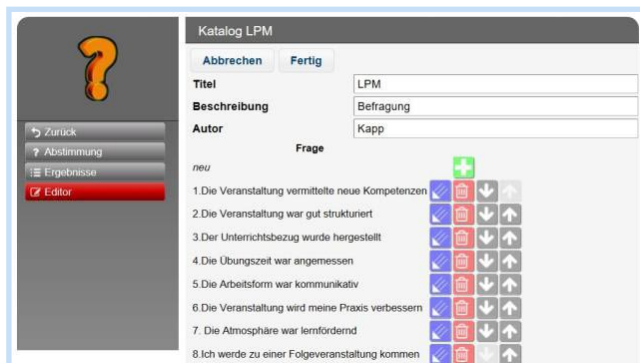 Katalog LPM
Abbrechen Fertig
Titel LPM
Beschreibung Befragung
Autor Kapp
Zurück
? Abstimmung
Ergebnisse
Editor
Frage
neu
1.Die Veranstaltung vermittelte neue Kompetenzen
2.Die Veranstaltung war gut strukturiert
3.Der Unterrichtsbezug wurde hergestellt
4.Die Übungszeit war angemessen
5.Die Arbeitsform war kommunikativ
6.Die Veranstaltung wird meine Praxis verbessern
7. Die Atmosphäre war lernfördernd
8.Ich werde zu einer Folgeveranstaltung kommen